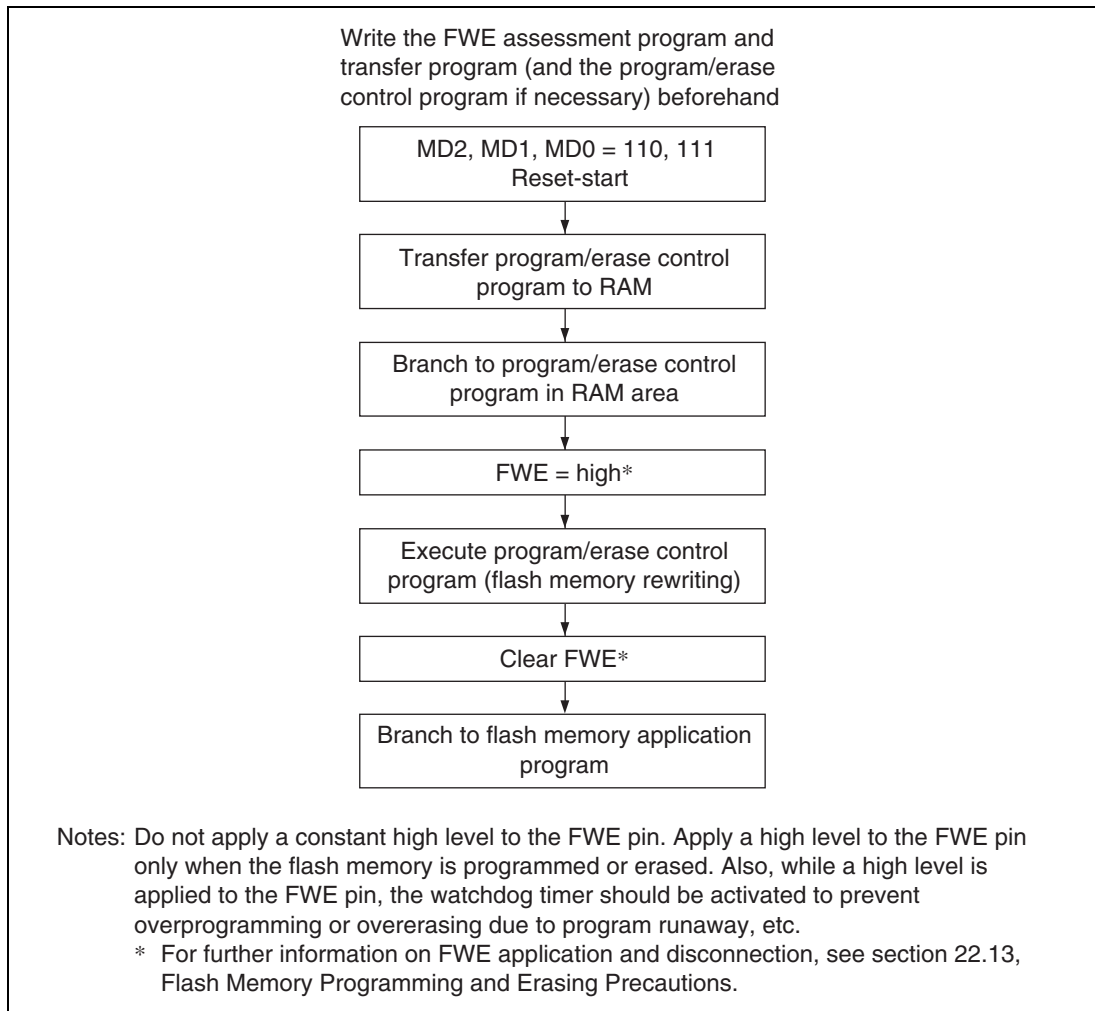 Write the FWE assessment program and
transfer program (and the program/erase
control program if necessary) beforehand
MD2, MD1, MD0 = 110, 111
Reset-start
Transfer program/erase control
program to RAM
Branch to program/erase control
program in RAM area
FWE = high*
Execute program/erase control
program (flash memory rewriting)
Clear FWE*
Branch to flash memory application
program
Notes: Do not apply a constant high level to the FWE pin. Apply a high level to the FWE pin
only when the flash memory is programmed or erased. Also, while a high level is
applied to the FWE pin, the watchdog timer should be activated to prevent
overprogramming or overerasing due to program runaway, etc.
* For further information on FWE application and disconnection, see section 22.13,
Flash Memory Programming and Erasing Precautions.